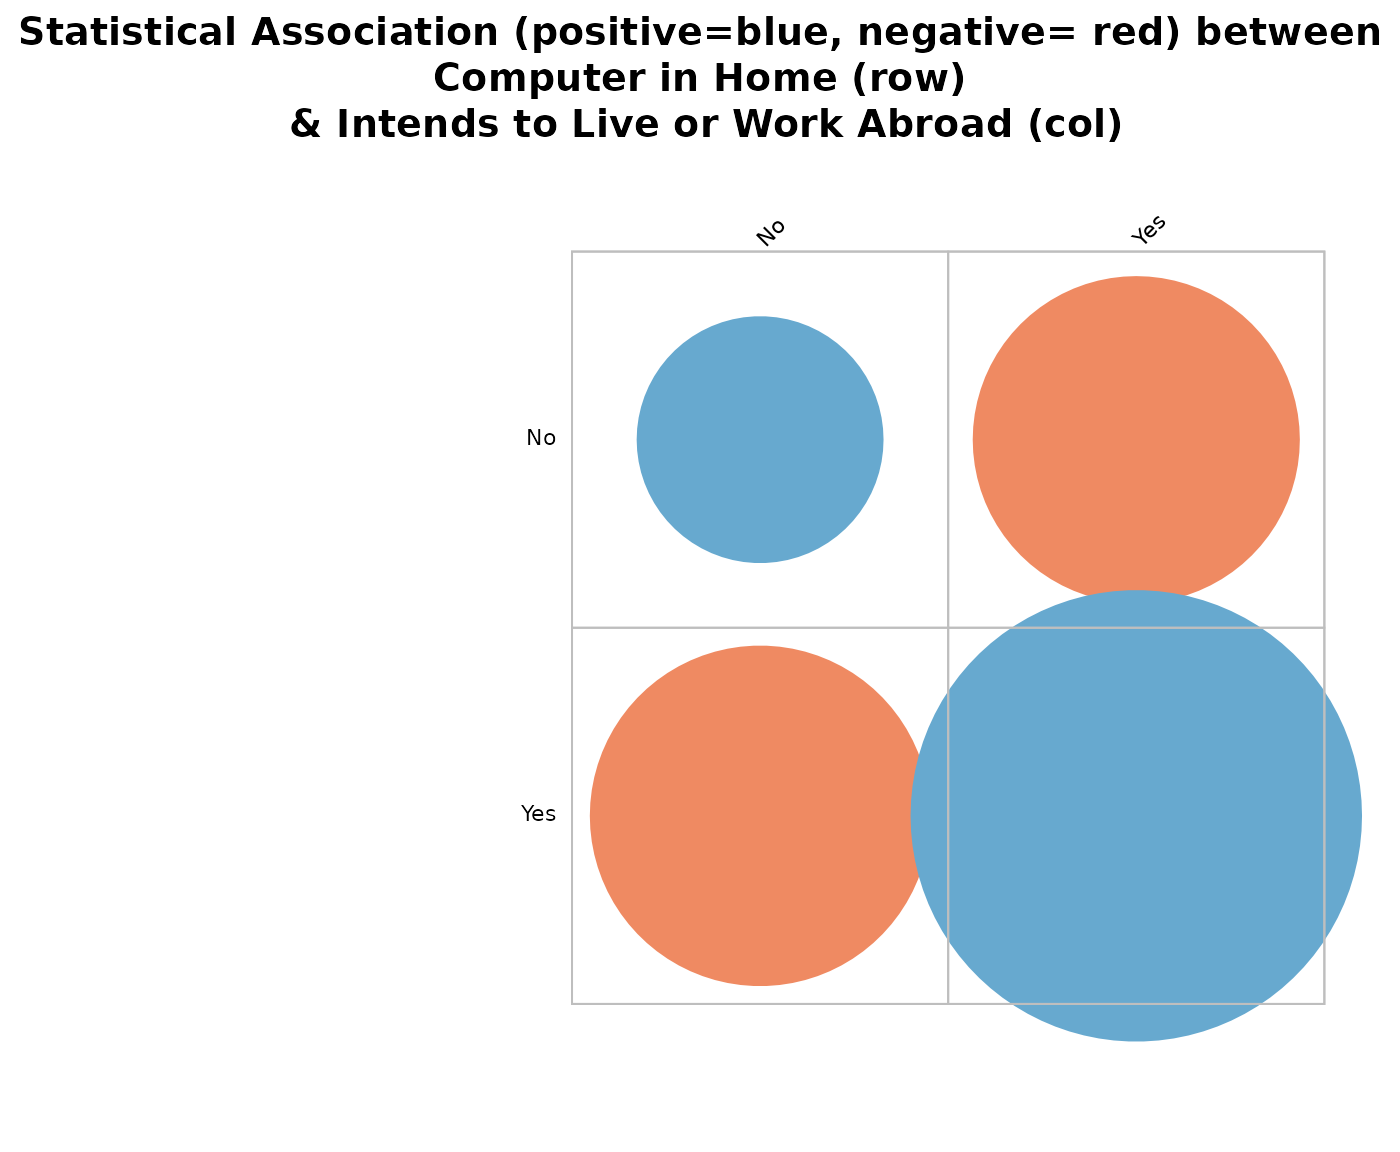 Statistical Association (positive=blue, negative= red) between
Computer in Home (row)
& Intends to Live or Work Abroad (col)
No
Yes
No
Yes